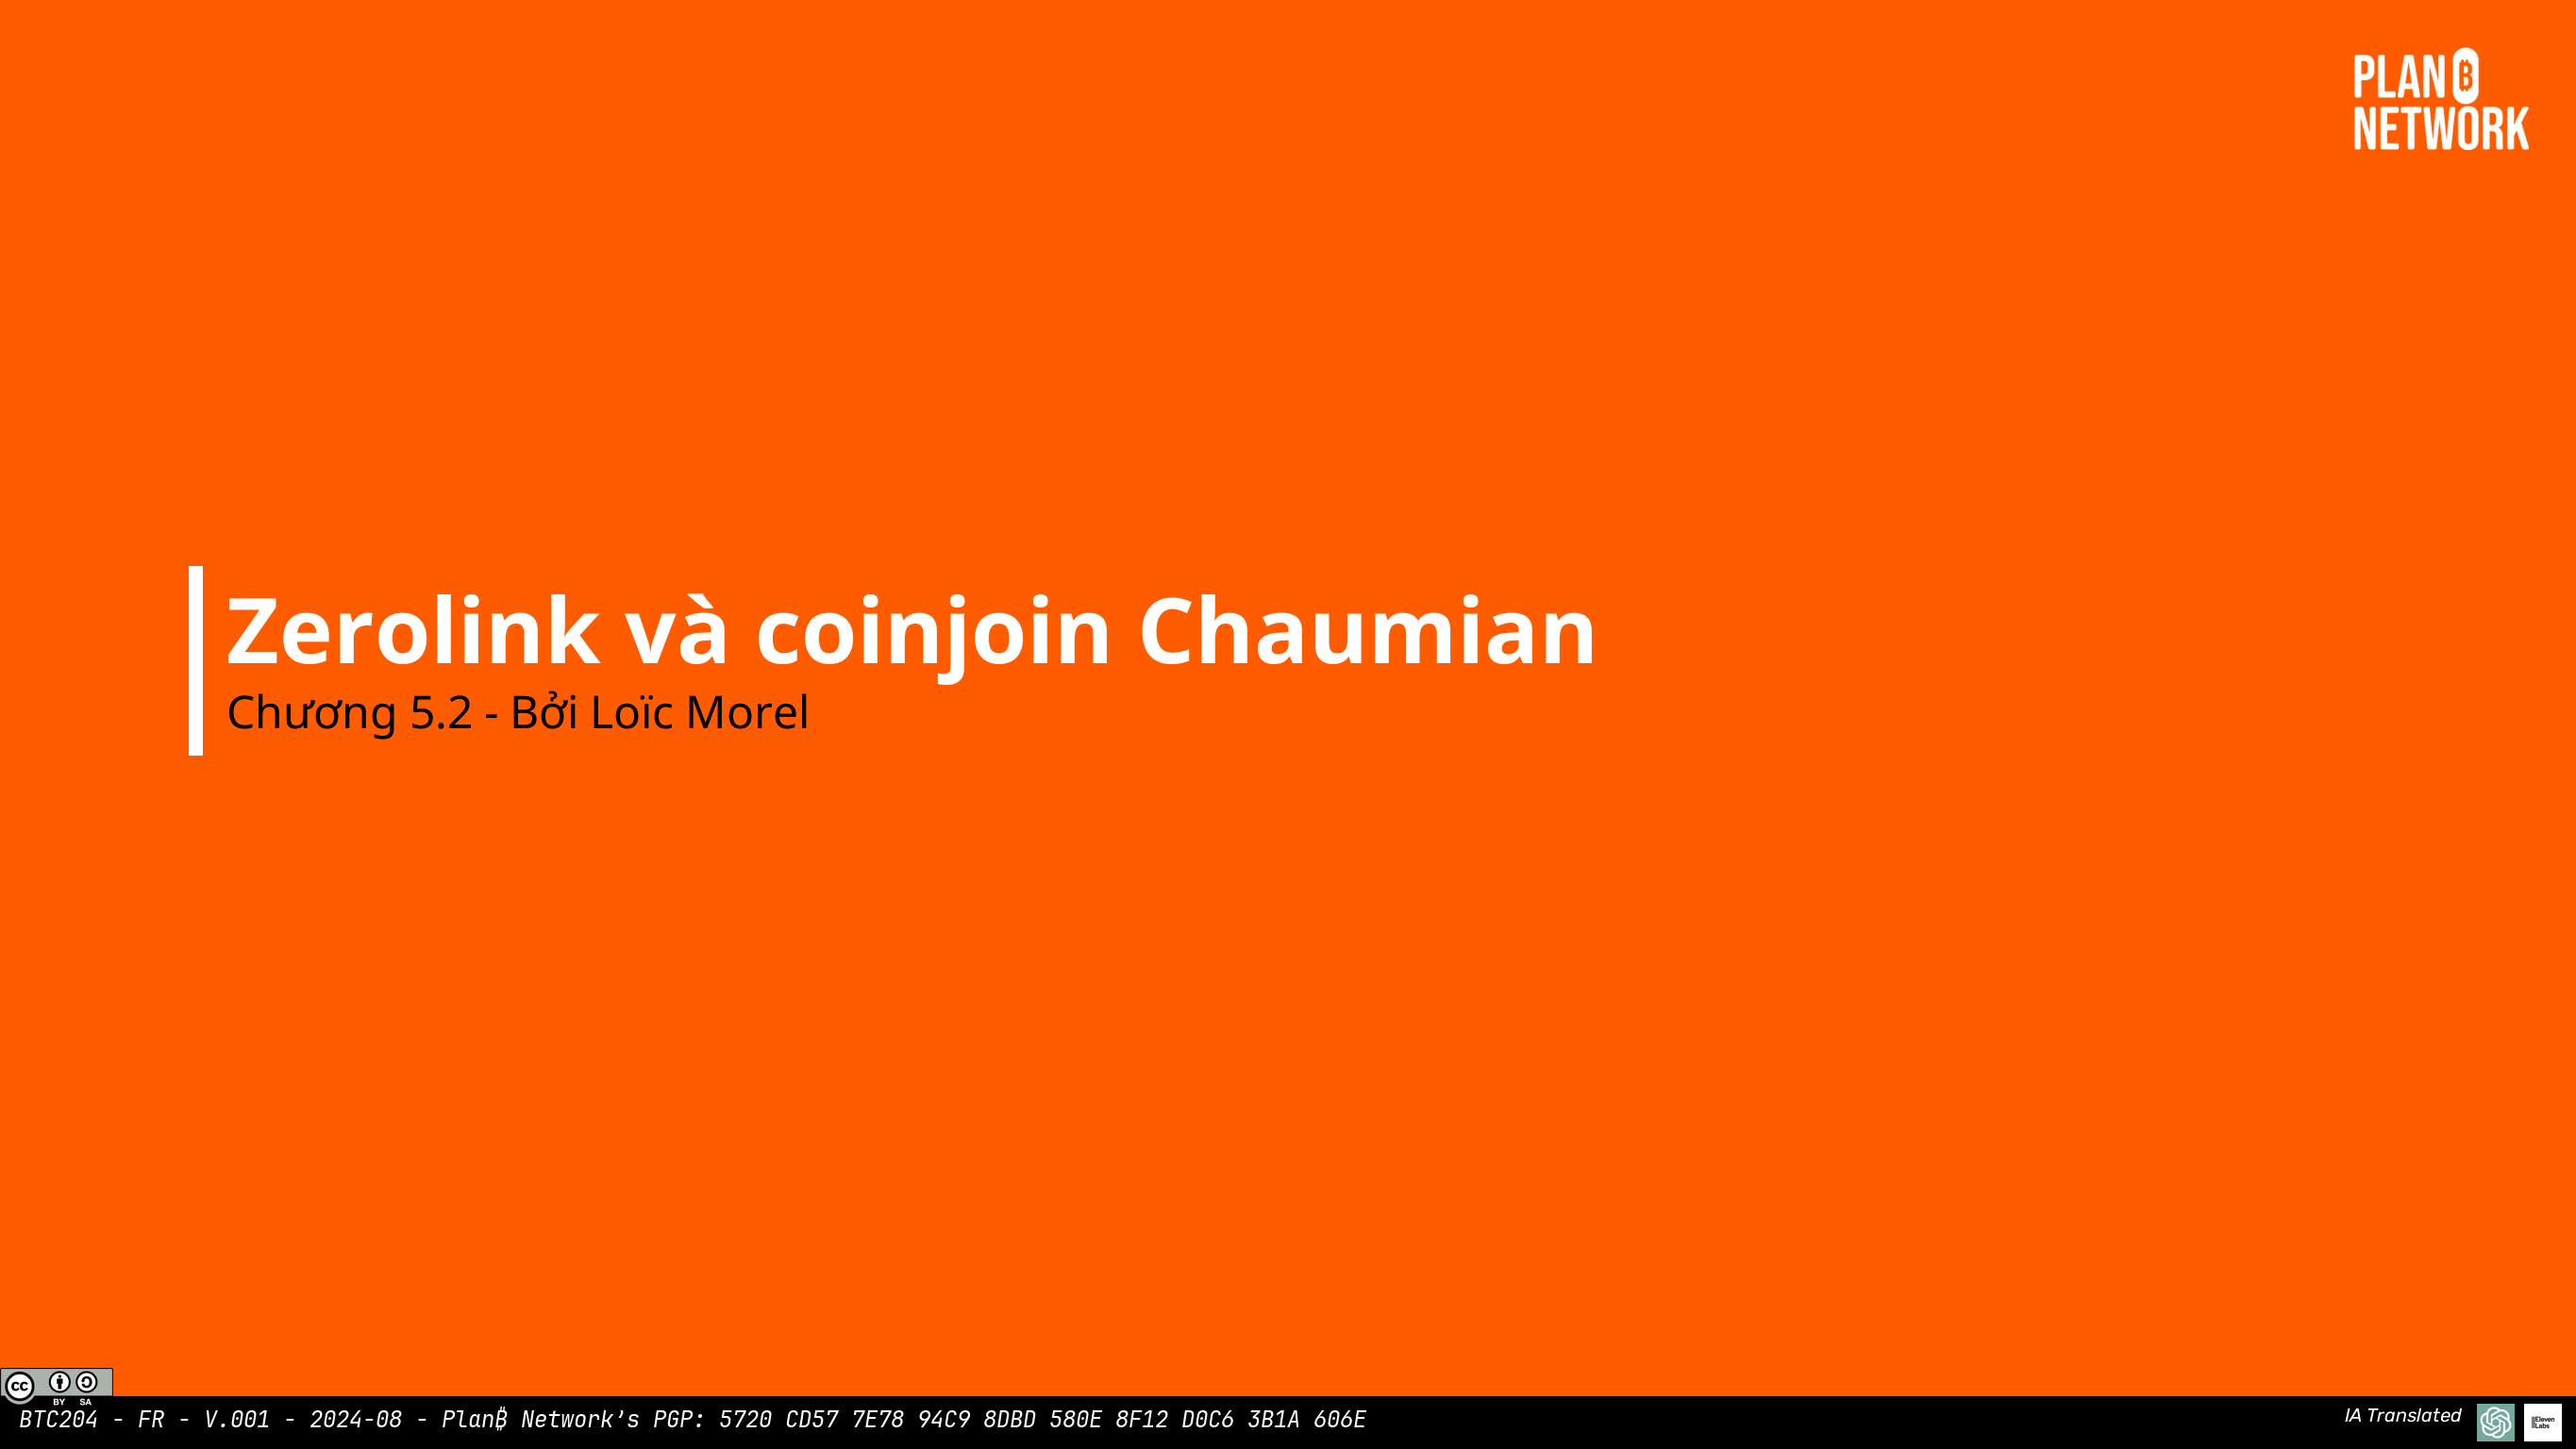 PLAN ₿
NETWORK
Zerolink và coinjoin Chaumian
Chương 5.2 - Bởi Loïc Morel
cc
BY SA
BTC204 - FR - V.001 - 2024-08 - Plan₿ Network’s PGP: 5720 CD57 7E78 94C9 8DBD 580E 8F12 D0C6 3B1A 606E
IA Translated
ElevenLabs